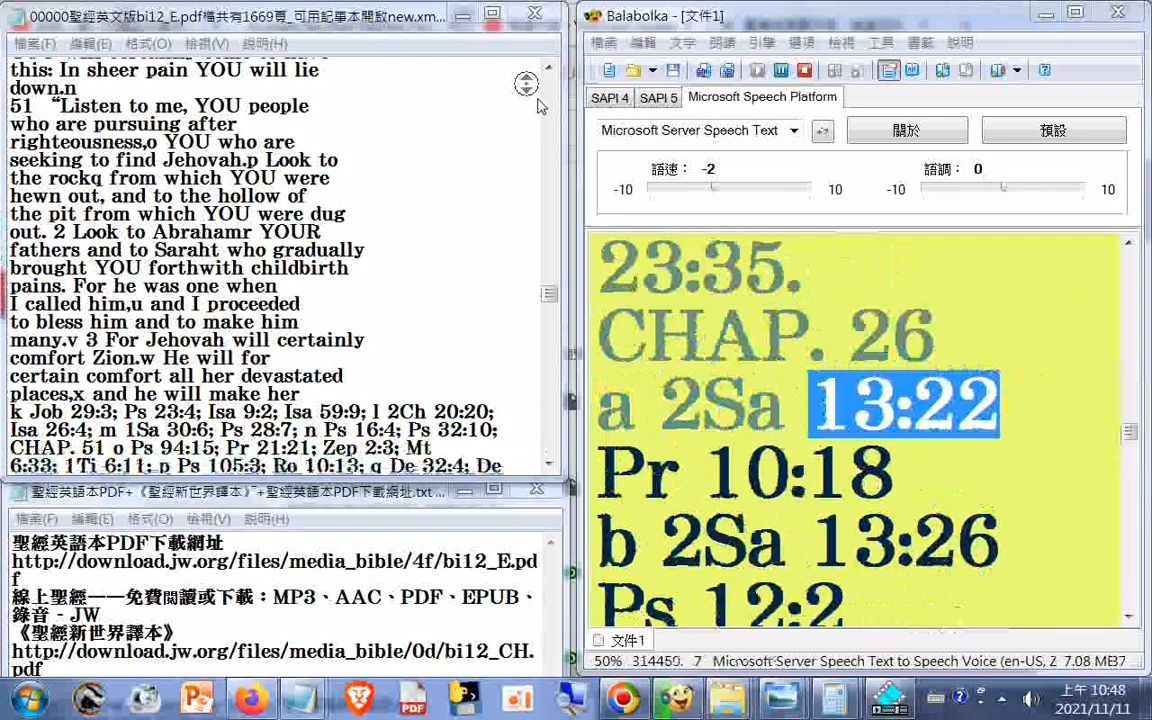 00000聖經英文版bi12_E.pdf檔共有1669頁_可用記事本開啟new.xm...
檔案(F) 編輯(E) 格式(O) 檢視(V) 說明(H)
this: In sheer pain YOU will lie
down.n
51 “Listen to me, YOU people
who are pursuing after
righteousness,o YOU who are
seeking to find Jehovah.p Look to
the rockq from which YOU were
hewn out, and to the hollow of
the pit from which YOU were dug
out. 2 Look to Abrahamr YOUR
fathers and to Saraht who gradually
brought YOU forthwith childbirth
pains. For he was one when
I called him,u and I proceeded
to bless him and to make him
many.v 3 For Jehovah will certainly
comfort Zion.w He will for
certain comfort all her devastated
places,x and he will make her
k Job 29:3; Ps 23:4; Isa 9:2; Isa 59:9; l 2Ch 20:20;
Isa 26:4; m 1Sa 30:6; Ps 28:7; n Ps 16:4; Ps 32:10;
CHAP. 51 o Ps 94:15; Pr 21:21; Zep 2:3; Mt
6:33; 1Ti 6:11; p Ps 105:3; Ro 10:13; q De 32:4; De
聖經英語本PDF+《聖經新世界譯本》+聖經英語本PDF下載網址.txt ...
檔案(F) 編輯(E) 格式(O) 檢視(V) 說明(H)
聖經英語本PDF下載網址
http://download.jw.org/files/media_bible/4f/bi12_E.pd
f
線上聖經——免費閱讀或下載：MP3、AAC、PDF、EPUB、
錄音 - JW
《聖經新世界譯本》
http://download.jw.org/files/media_bible/0d/bi12_CH.
pdf
Balabolka - [文件1]
檔案 編輯 文字 朗讀 引擎 選項 檢視 工具 書籤 說明
SAPI 4 SAPI 5 Microsoft Speech Platform
Microsoft Server Speech Text 關於 預設
語速： -2 語調： 0
-10 10 -10 10
23:35.
CHAP. 26
a 2Sa 13:22
Pr 10:18
b 2Sa 13:26
Ps 12:2
文件1
50% 314459. 7 Microsoft Server Speech Text to Speech Voice (en-US, Z 7.08 MB
上午 10:48
2021/11/11